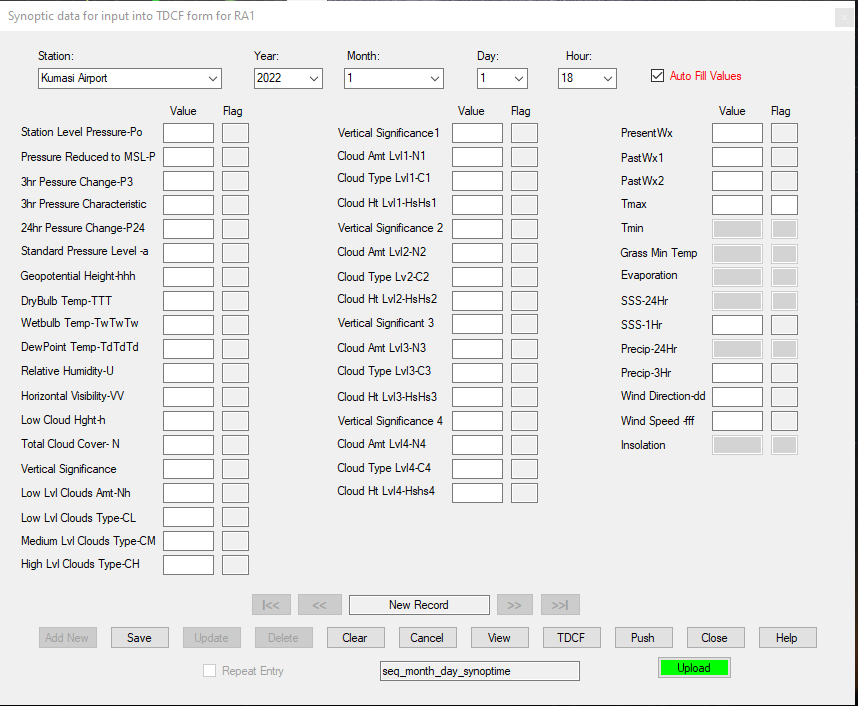 Synoptic data for input into TDCF form for RA1
Station:
Year:
Month:
Day:
Hour:
Kumasi Airport
2022
1
1
18
Auto Fill Values
Value Flag
Station Level Pressure-Po
Pressure Reduced to MSL-P
3hr Pessure Change-P3
3hr Pressure Characteristic
24hr Pessure Change-P24
Standard Pressure Level -a
Geopotential Height-hhh
DryBulb Temp-TTT
Wetbulb Temp-TwTwTw
DewPoint Temp-TdTdTd
Relative Humidity-U
Horizontal Visibility-VV
Low Cloud Hght-h
Total Cloud Cover- N
Vertical Significance
Low Lvl Clouds Amt-Nh
Low Lvl Clouds Type-CL
Medium Lvl Clouds Type-CM
High Lvl Clouds Type-CH
Value Flag
Vertical Significance1
Cloud Amt Lvl1-N1
Cloud Type Lvl1-C1
Cloud Ht Lvl1-HsHs1
Vertical Significance 2
Cloud Amt Lvl2-N2
Cloud Type Lv2-C2
Cloud Ht Lvl2-HsHs2
Vertical Significant 3
Cloud Amt Lvl3-N3
Cloud Type Lvl3-C3
Cloud Ht Lvl3-HsHs3
Vertical Significance 4
Cloud Amt Lvl4-N4
Cloud Type Lvl4-C4
Cloud Ht Lvl4-Hshs4
Value Flag
PresentWx
PastWx1
PastWx2
Tmax
Tmin
Grass Min Temp
Evaporation
SSS-24Hr
SSS-1Hr
Precip-24Hr
Precip-3Hr
Wind Direction-dd
Wind Speed -fff
Insolation
|<< << New Record >> >>|
Add New Save Update Delete Clear Cancel View TDCF Push Close Help
Repeat Entry
seq_month_day_synoptime
Upload